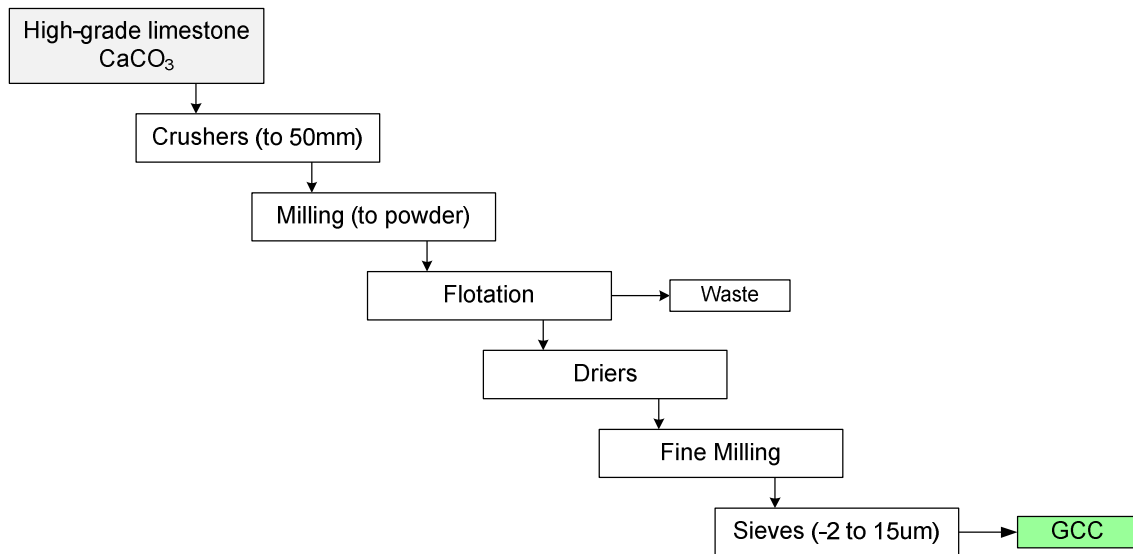 High-grade limestone
CaCO₃
Crushers (to 50mm)
Milling (to powder)
Flotation
Waste
Driers
Fine Milling
Sieves (-2 to 15um)
GCC